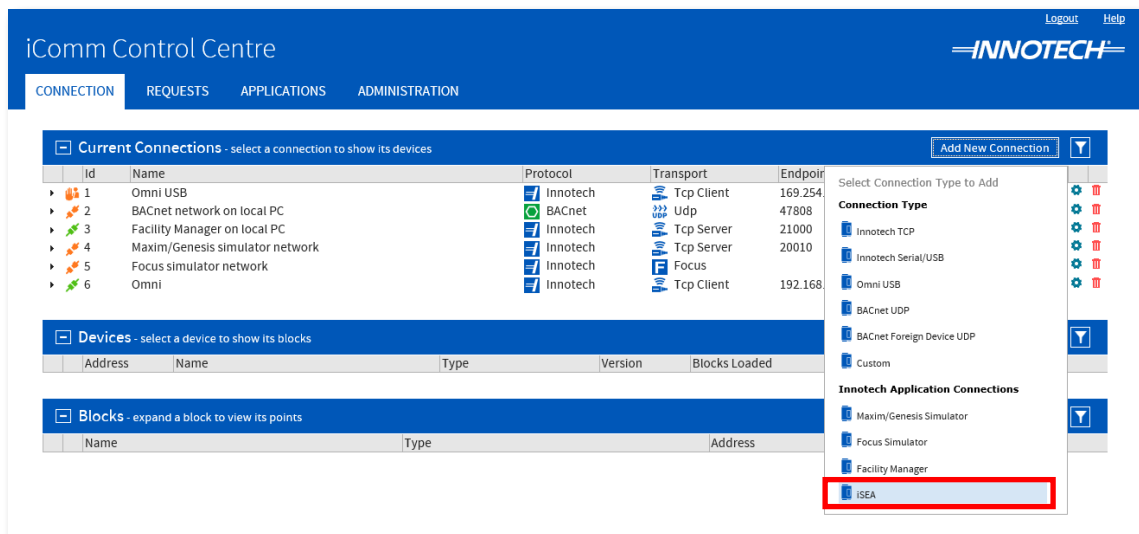 Logout Help
iComm Control Centre
INNOTECH
CONNECTION REQUESTS APPLICATIONS ADMINISTRATION
Current Connections - select a connection to show its devices
Add New Connection
Id Name Protocol Transport Endpoin
1 Omni USB Innotech Tcp Client 169.254.
2 BACnet network on local PC BACnet UDP Udp 47808
3 Facility Manager on local PC Innotech Tcp Server 21000
4 Maxim/Genesis simulator network Innotech Tcp Server 20010
5 Focus simulator network Innotech F Focus
6 Omni Innotech Tcp Client 192.168.
Select Connection Type to Add
Connection Type
Innotech TCP
Innotech Serial/USB
Omni USB
BACnet UDP
BACnet Foreign Device UDP
Custom
Innotech Application Connections
Maxim/Genesis Simulator
Focus Simulator
Facility Manager
iSEA
Devices - select a device to show its blocks
Address Name Type Version Blocks Loaded
Blocks - expand a block to view its points
Name Type Address